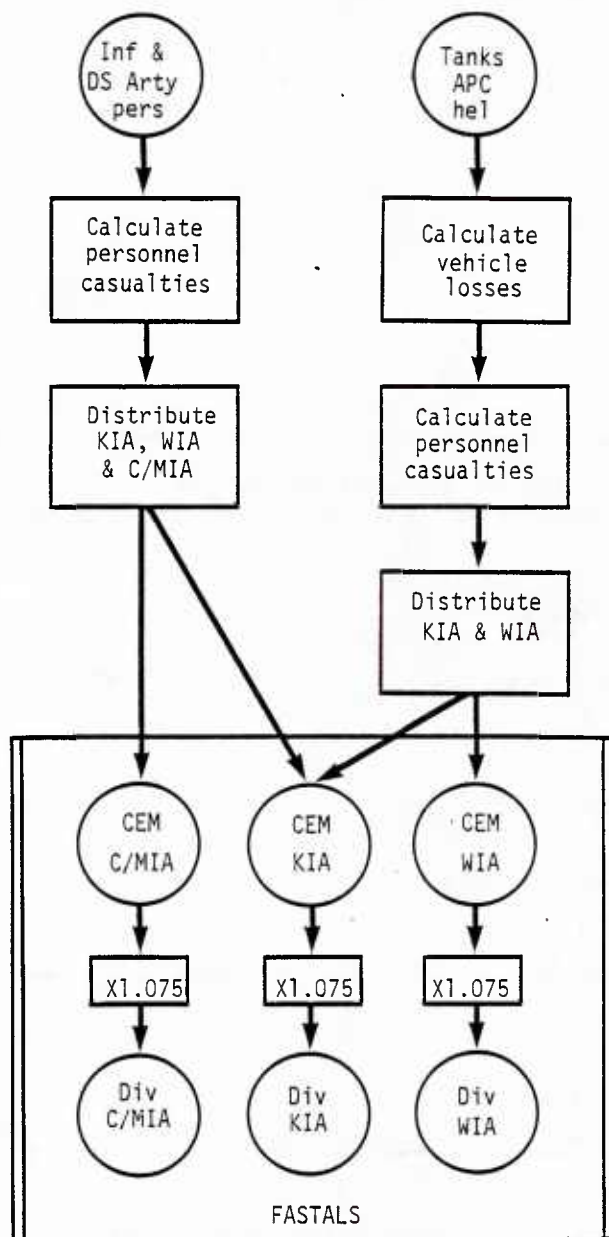 Inf &
DS Arty
pers
Tanks
APC
hel
Calculate
personnel
casualties
Calculate
vehicle
losses
Distribute
KIA, WIA
& C/MIA
Calculate
personnel
casualties
Distribute
KIA & WIA
CEM
C/MIA
CEM
KIA
CEM
WIA
X1.075
X1.075
X1.075
Div
C/MIA
Div
KIA
Div
WIA
FASTALS